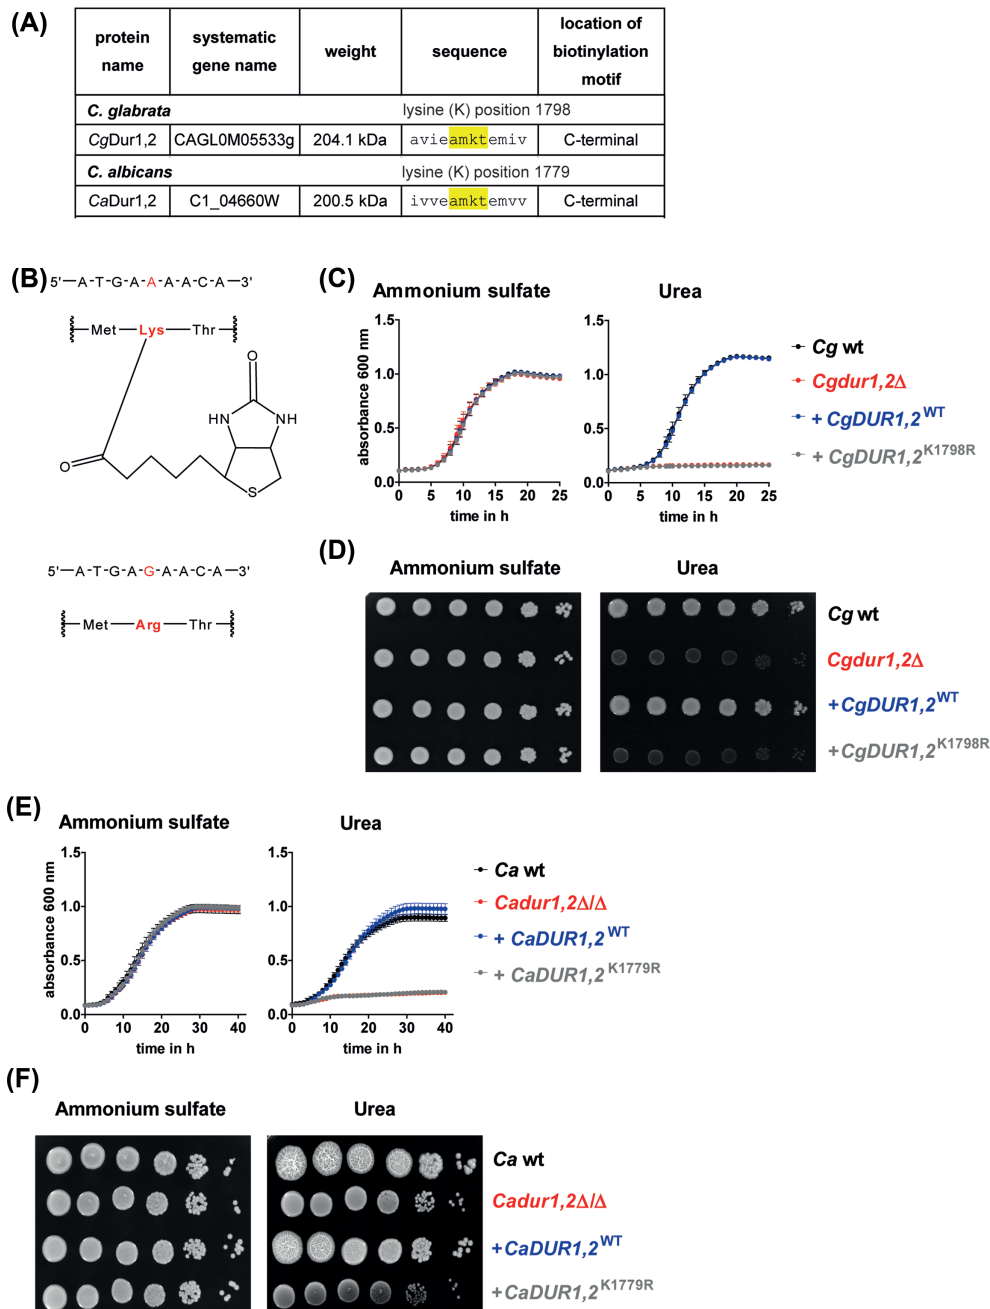 (A)
protein name
systematic gene name
weight
sequence
location of biotinylation motif
C. glabrata lysine (K) position 1798
CgDur1,2 CAGL0M05533g 204.1 kDa avieamktemiv C-terminal
C. albicans lysine (K) position 1779
CaDur1,2 C1_04660W 200.5 kDa ivveamktemvv C-terminal
(B)
5'—A-T-G-A-A-A-A-C-A—3'
Met Lys Thr
O
HN NH
O
S
5'—A-T-G-A-G-A-A-C-A—3'
Met Arg Thr
(C)
Ammonium sulfate Urea
absorbance 600 nm
1.5
1.0
0.5
0.0
0 5 10 15 20 25
time in h
1.5
1.0
0.5
0.0
0 5 10 15 20 25
time in h
Cg wt
Cgdur1,2Δ
+ CgDUR1,2WT
+ CgDUR1,2K1798R
(D)
Ammonium sulfate Urea
Cg wt
Cgdur1,2Δ
+CgDUR1,2WT
+CgDUR1,2K1798R
(E)
Ammonium sulfate Urea
absorbance 600 nm
1.5
1.0
0.5
0.0
0 10 20 30 40
time in h
1.5
1.0
0.5
0.0
0 10 20 30 40
time in h
Ca wt
Cadur1,2Δ/Δ
+ CaDUR1,2WT
+ CaDUR1,2K1779R
(F)
Ammonium sulfate Urea
Ca wt
Cadur1,2Δ/Δ
+CaDUR1,2WT
+CaDUR1,2K1779R